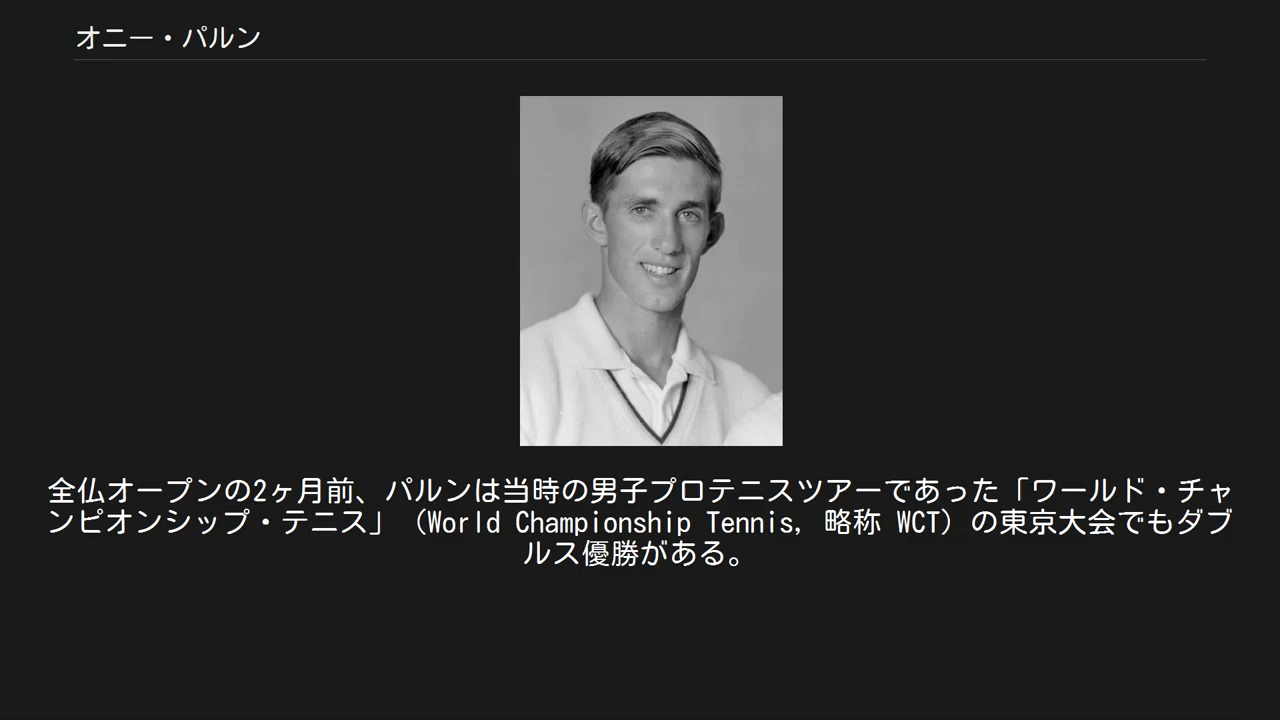 オニー・パルン
全仏オープンの2ヶ月前、パルンは当時の男子プロテニスツアーであった「ワールド・チャ
ンピオンシップ・テニス」（World Championship Tennis, 略称 WCT）の東京大会でもダブ
ルス優勝がある。